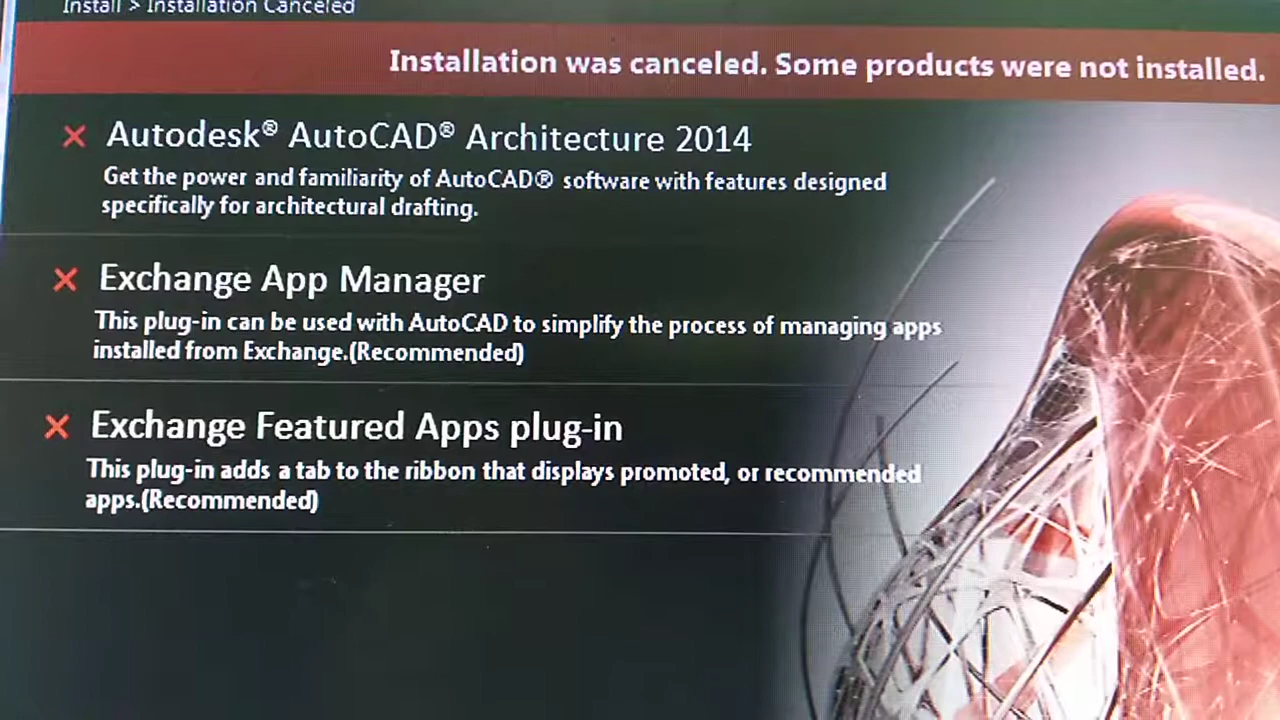 Install > Installation Canceled
Installation was canceled. Some products were not installed.
Autodesk® AutoCAD® Architecture 2014
Get the power and familiarity of AutoCAD® software with features designed
specifically for architectural drafting.
Exchange App Manager
This plug-in can be used with AutoCAD to simplify the process of managing apps
installed from Exchange.(Recommended)
Exchange Featured Apps plug-in
This plug-in adds a tab to the ribbon that displays promoted, or recommended
apps.(Recommended)